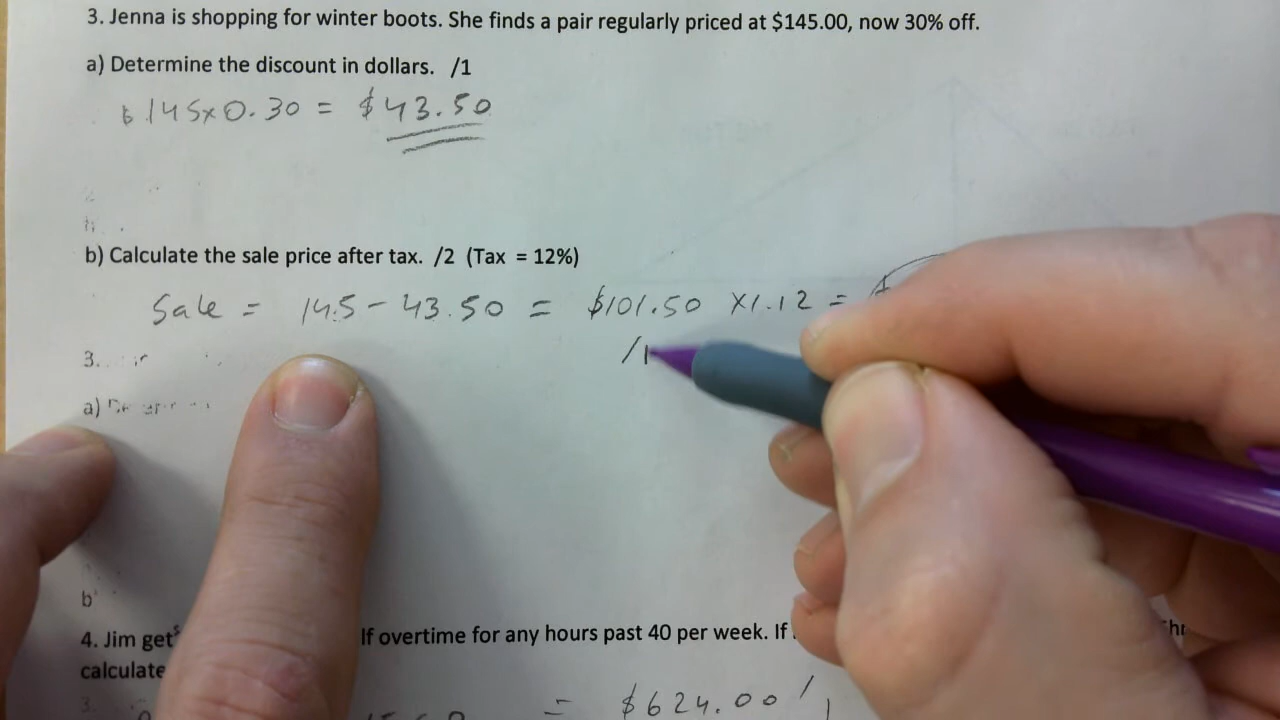 3. Jenna is shopping for winter boots. She finds a pair regularly priced at $145.00, now 30% off.
a) Determine the discount in dollars. /1
$145x0.30 = $43.50
b) Calculate the sale price after tax. /2 (Tax = 12%)
Sale = 145 - 43.50 = $101.50 x1.12 =
/1
3.
a)
b
4. Jim gets If overtime for any hours past 40 per week. If
calculate
3. = $624.00 /1